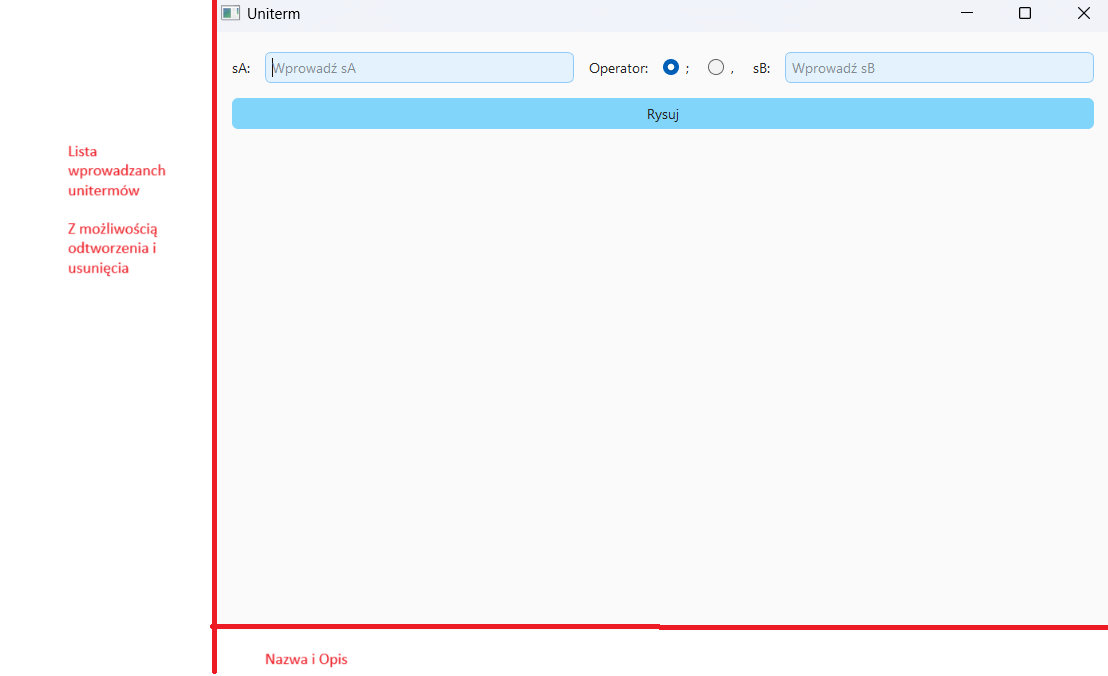 Uniterm
sA: Wprowadź sA Operator: ; , sB: Wprowadź sB
Rysuj
Lista
wprowadzanch
unitermów
Z możliwością
odtworzenia i
usunięcia
Nazwa i Opis